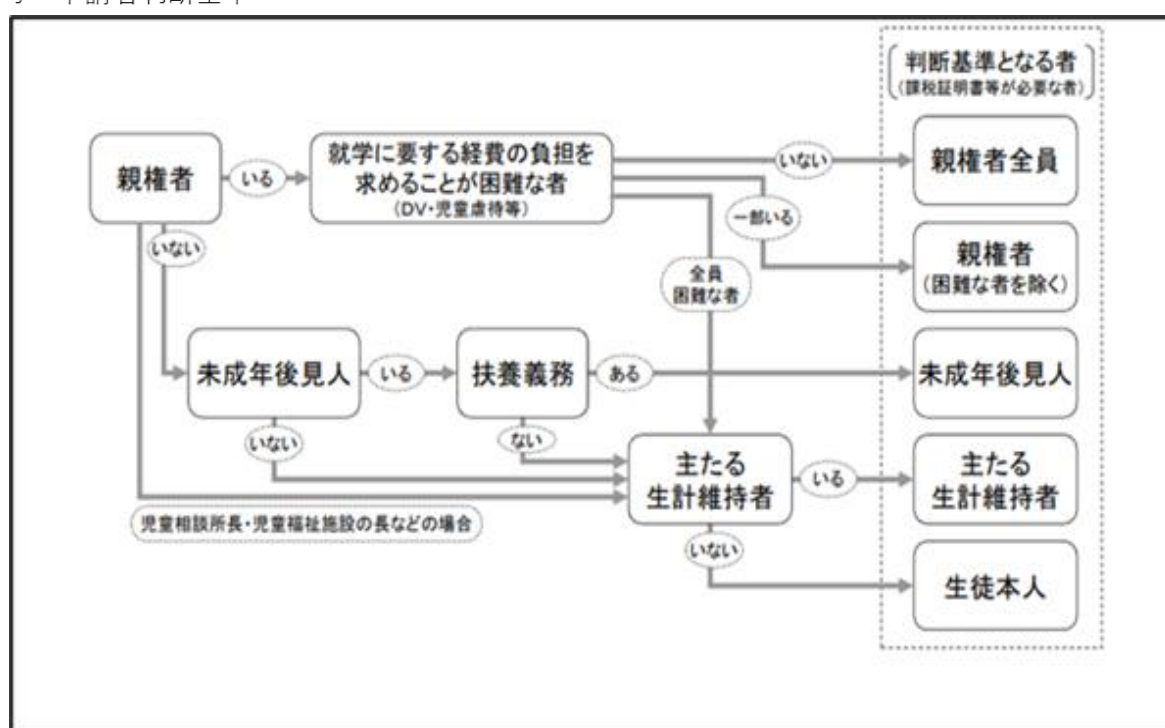 判断基準となる者
(課税証明書等が必要な者)
親権者
いる
就学に要する経費の負担を
求めることが困難な者
(DV・児童虐待等)
いない
親権者全員
一部いる
いない
全員
困難な者
親権者
(困難な者を除く)
未成年後見人
いる
扶養義務
ある
未成年後見人
いない
ない
主たる
生計維持者
いる
主たる
生計維持者
児童相談所長・児童福祉施設の長などの場合
いない
生徒本人